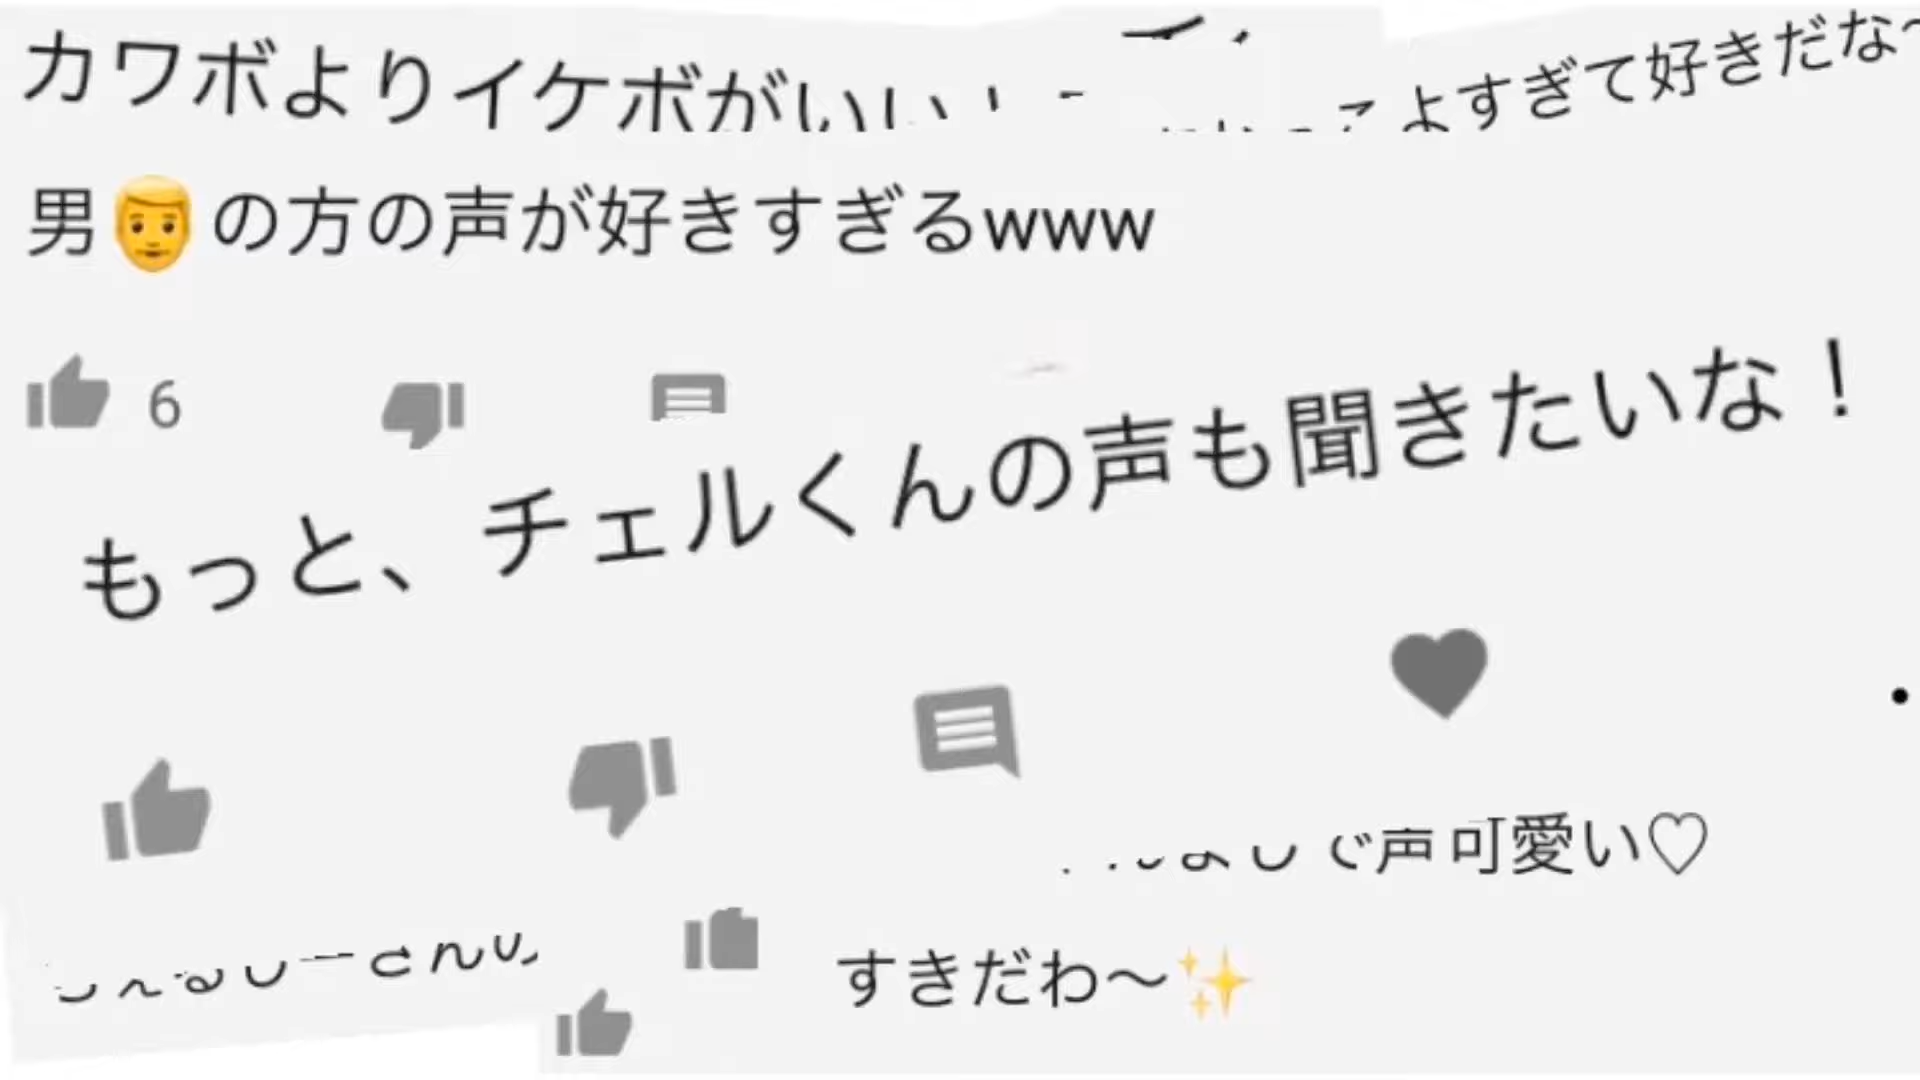 カワボよりイケボがいい
すぎて好きだな〜
男👨の方の声が好きすぎるwww
6
もっと、チェルくんの声も聞きたいな！
声可愛い♡
すきだわ〜✨